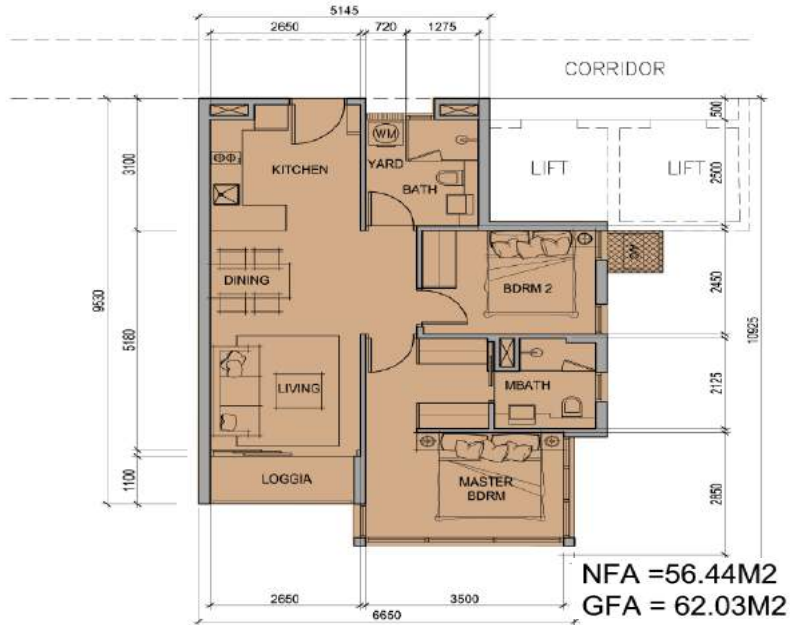 5145
2650
720
1275
CORRIDOR
500
3100
WM
KITCHEN
YARD
LIFT
LIFT
2500
BATH
DINING
BDRM 2
AC
2450
9530
5180
10925
LIVING
MBATH
2125
1100
LOGGIA
MASTER
BDRM
2850
NFA =56.44M2
2650
3500
GFA = 62.03M2
6650